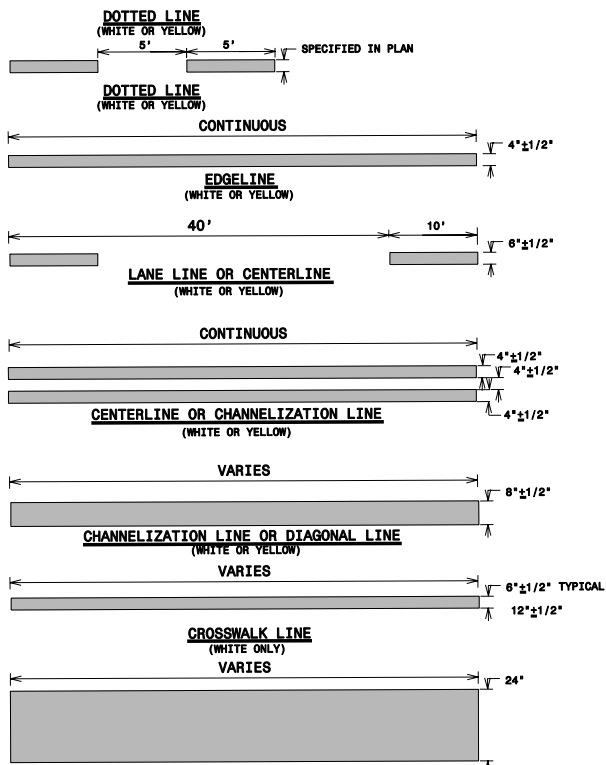 DOTTED LINE
(WHITE OR YELLOW)
5' 5' SPECIFIED IN PLAN
DOTTED LINE
(WHITE OR YELLOW)
CONTINUOUS
4"±1/2"
EDGELINE
(WHITE OR YELLOW)
40' 10'
6"±1/2"
LANE LINE OR CENTERLINE
(WHITE OR YELLOW)
CONTINUOUS
4"±1/2"
4"±1/2"
4"±1/2"
CENTERLINE OR CHANNELIZATION LINE
(WHITE OR YELLOW)
VARIES
8"±1/2"
CHANNELIZATION LINE OR DIAGONAL LINE
(WHITE OR YELLOW)
VARIES
6"±1/2" TYPICAL
12"±1/2"
CROSSWALK LINE
(WHITE ONLY)
VARIES
24"